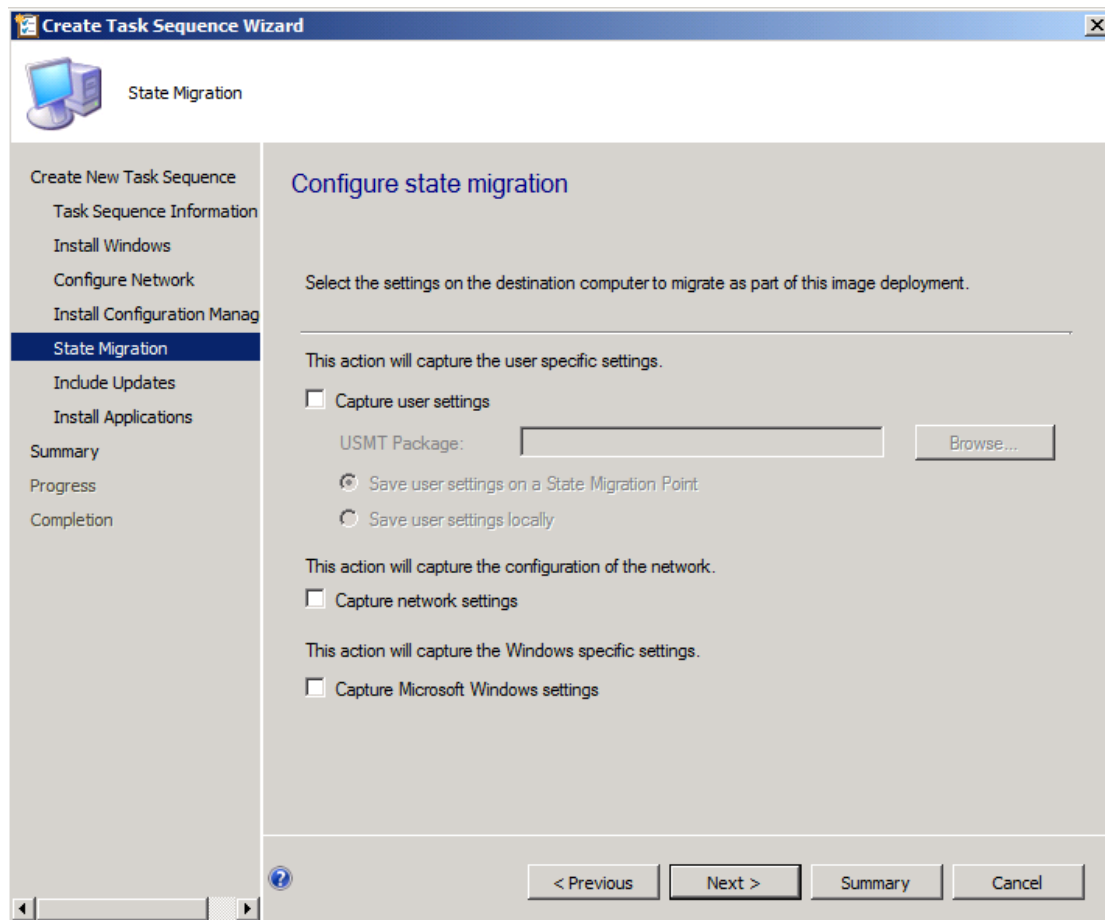 Create Task Sequence Wizard
State Migration
Create New Task Sequence
Task Sequence Information
Install Windows
Configure Network
Install Configuration Manag
State Migration
Include Updates
Install Applications
Summary
Progress
Completion
Configure state migration
Select the settings on the destination computer to migrate as part of this image deployment.
This action will capture the user specific settings.
Capture user settings
USMT Package:
Browse...
Save user settings on a State Migration Point
Save user settings locally
This action will capture the configuration of the network.
Capture network settings
This action will capture the Windows specific settings.
Capture Microsoft Windows settings
< Previous
Next >
Summary
Cancel